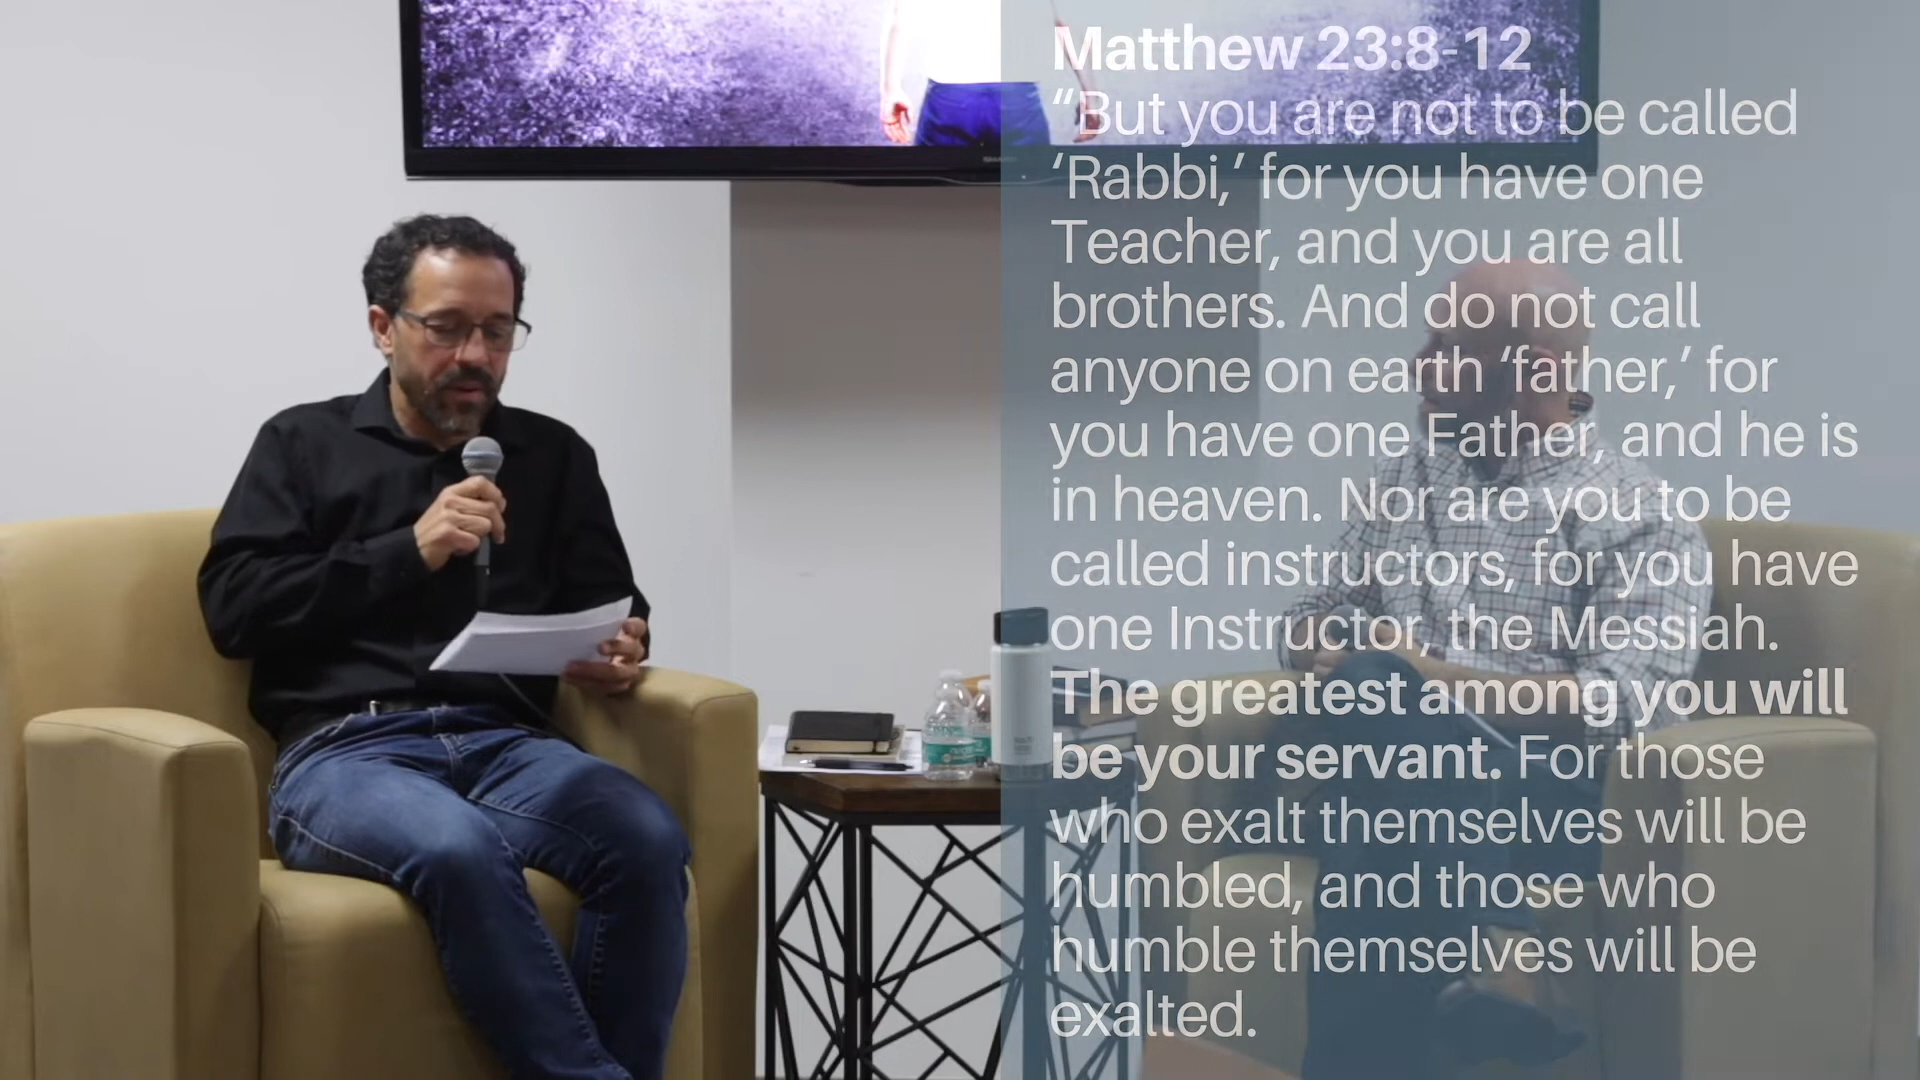 Matthew 23:8-12
“But you are not to be called
‘Rabbi,’ for you have one
Teacher, and you are all
brothers. And do not call
anyone on earth ‘father,’ for
you have one Father, and he is
in heaven. Nor are you to be
called instructors, for you have
one Instructor, the Messiah.
The greatest among you will
be your servant. For those
who exalt themselves will be
humbled, and those who
humble themselves will be
exalted.